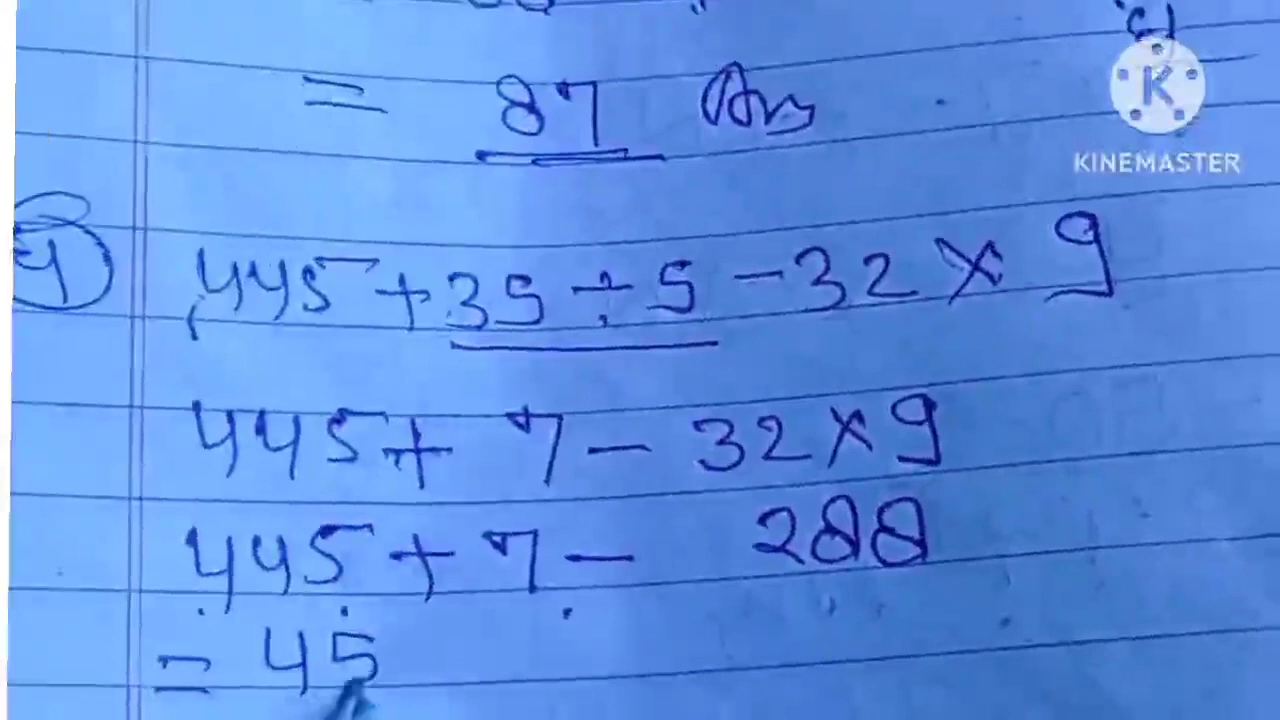 = 87 Ans
KINEMASTER
4 445 + 35 ÷ 5 - 32 × 9
445 + 7 - 32 × 9
445 + 7 - 288
= 45